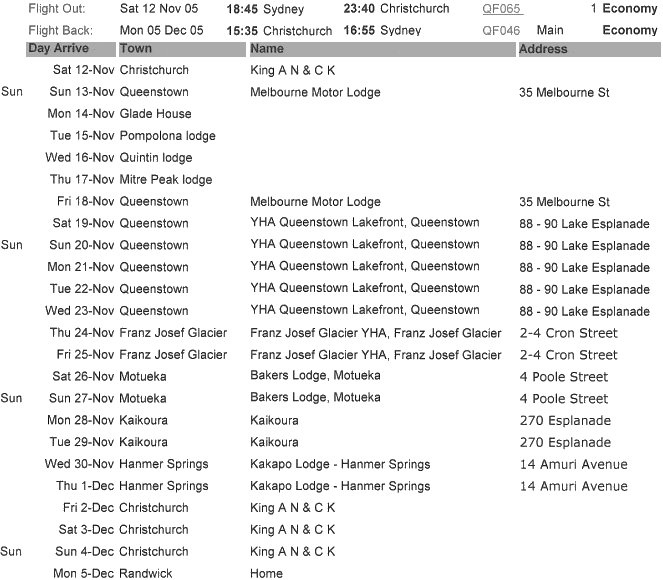 Flight Out: Sat 12 Nov 05 18:45 Sydney 23:40 Christchurch QF065 1 Economy
Flight Back: Mon 05 Dec 05 15:35 Christchurch 16:55 Sydney QF046 Main Economy
Day Arrive Town Name Address
Sat 12-Nov Christchurch King A N & C K
Sun Sun 13-Nov Queenstown Melbourne Motor Lodge 35 Melbourne St
Mon 14-Nov Glade House
Tue 15-Nov Pompolona lodge
Wed 16-Nov Quintin lodge
Thu 17-Nov Mitre Peak lodge
Fri 18-Nov Queenstown Melbourne Motor Lodge 35 Melbourne St
Sat 19-Nov Queenstown YHA Queenstown Lakefront, Queenstown 88 - 90 Lake Esplanade
Sun Sun 20-Nov Queenstown YHA Queenstown Lakefront, Queenstown 88 - 90 Lake Esplanade
Mon 21-Nov Queenstown YHA Queenstown Lakefront, Queenstown 88 - 90 Lake Esplanade
Tue 22-Nov Queenstown YHA Queenstown Lakefront, Queenstown 88 - 90 Lake Esplanade
Wed 23-Nov Queenstown YHA Queenstown Lakefront, Queenstown 88 - 90 Lake Esplanade
Thu 24-Nov Franz Josef Glacier Franz Josef Glacier YHA, Franz Josef Glacier 2-4 Cron Street
Fri 25-Nov Franz Josef Glacier Franz Josef Glacier YHA, Franz Josef Glacier 2-4 Cron Street
Sat 26-Nov Motueka Bakers Lodge, Motueka 4 Poole Street
Sun Sun 27-Nov Motueka Bakers Lodge, Motueka 4 Poole Street
Mon 28-Nov Kaikoura Kaikoura 270 Esplanade
Tue 29-Nov Kaikoura Kaikoura 270 Esplanade
Wed 30-Nov Hanmer Springs Kakapo Lodge - Hanmer Springs 14 Amuri Avenue
Thu 1-Dec Hanmer Springs Kakapo Lodge - Hanmer Springs 14 Amuri Avenue
Fri 2-Dec Christchurch King A N & C K
Sat 3-Dec Christchurch King A N & C K
Sun Sun 4-Dec Christchurch King A N & C K
Mon 5-Dec Randwick Home